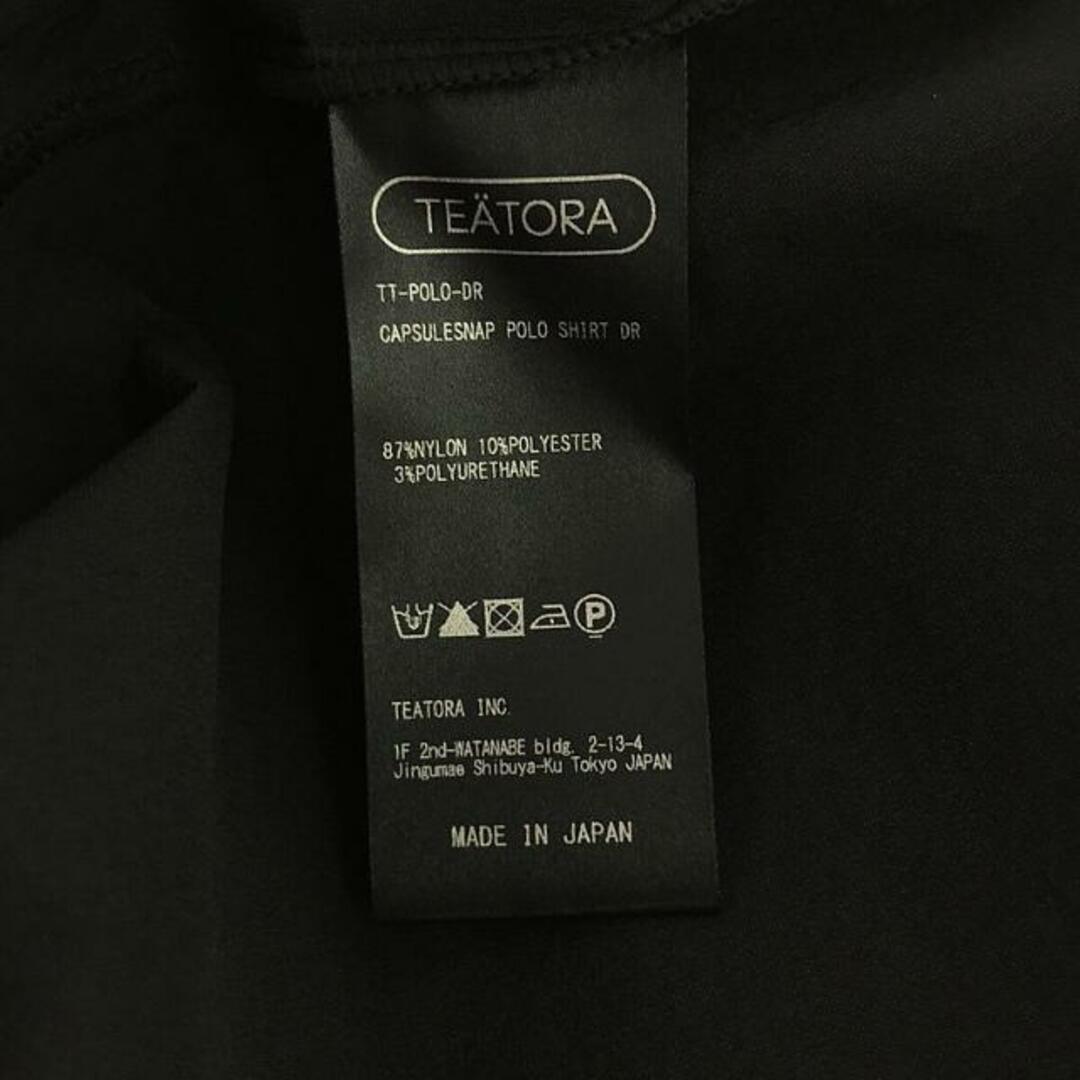 TEÄTORA
TT-POLO-DR
CAPSULESNAP POLO SHIRT DR
87%NYLON 10%POLYESTER
3%POLYURETHANE
P
TEATORA INC.
1F 2nd-WATANABE bldg. 2-13-4
Jingumae Shibuya-Ku Tokyo JAPAN
MADE IN JAPAN